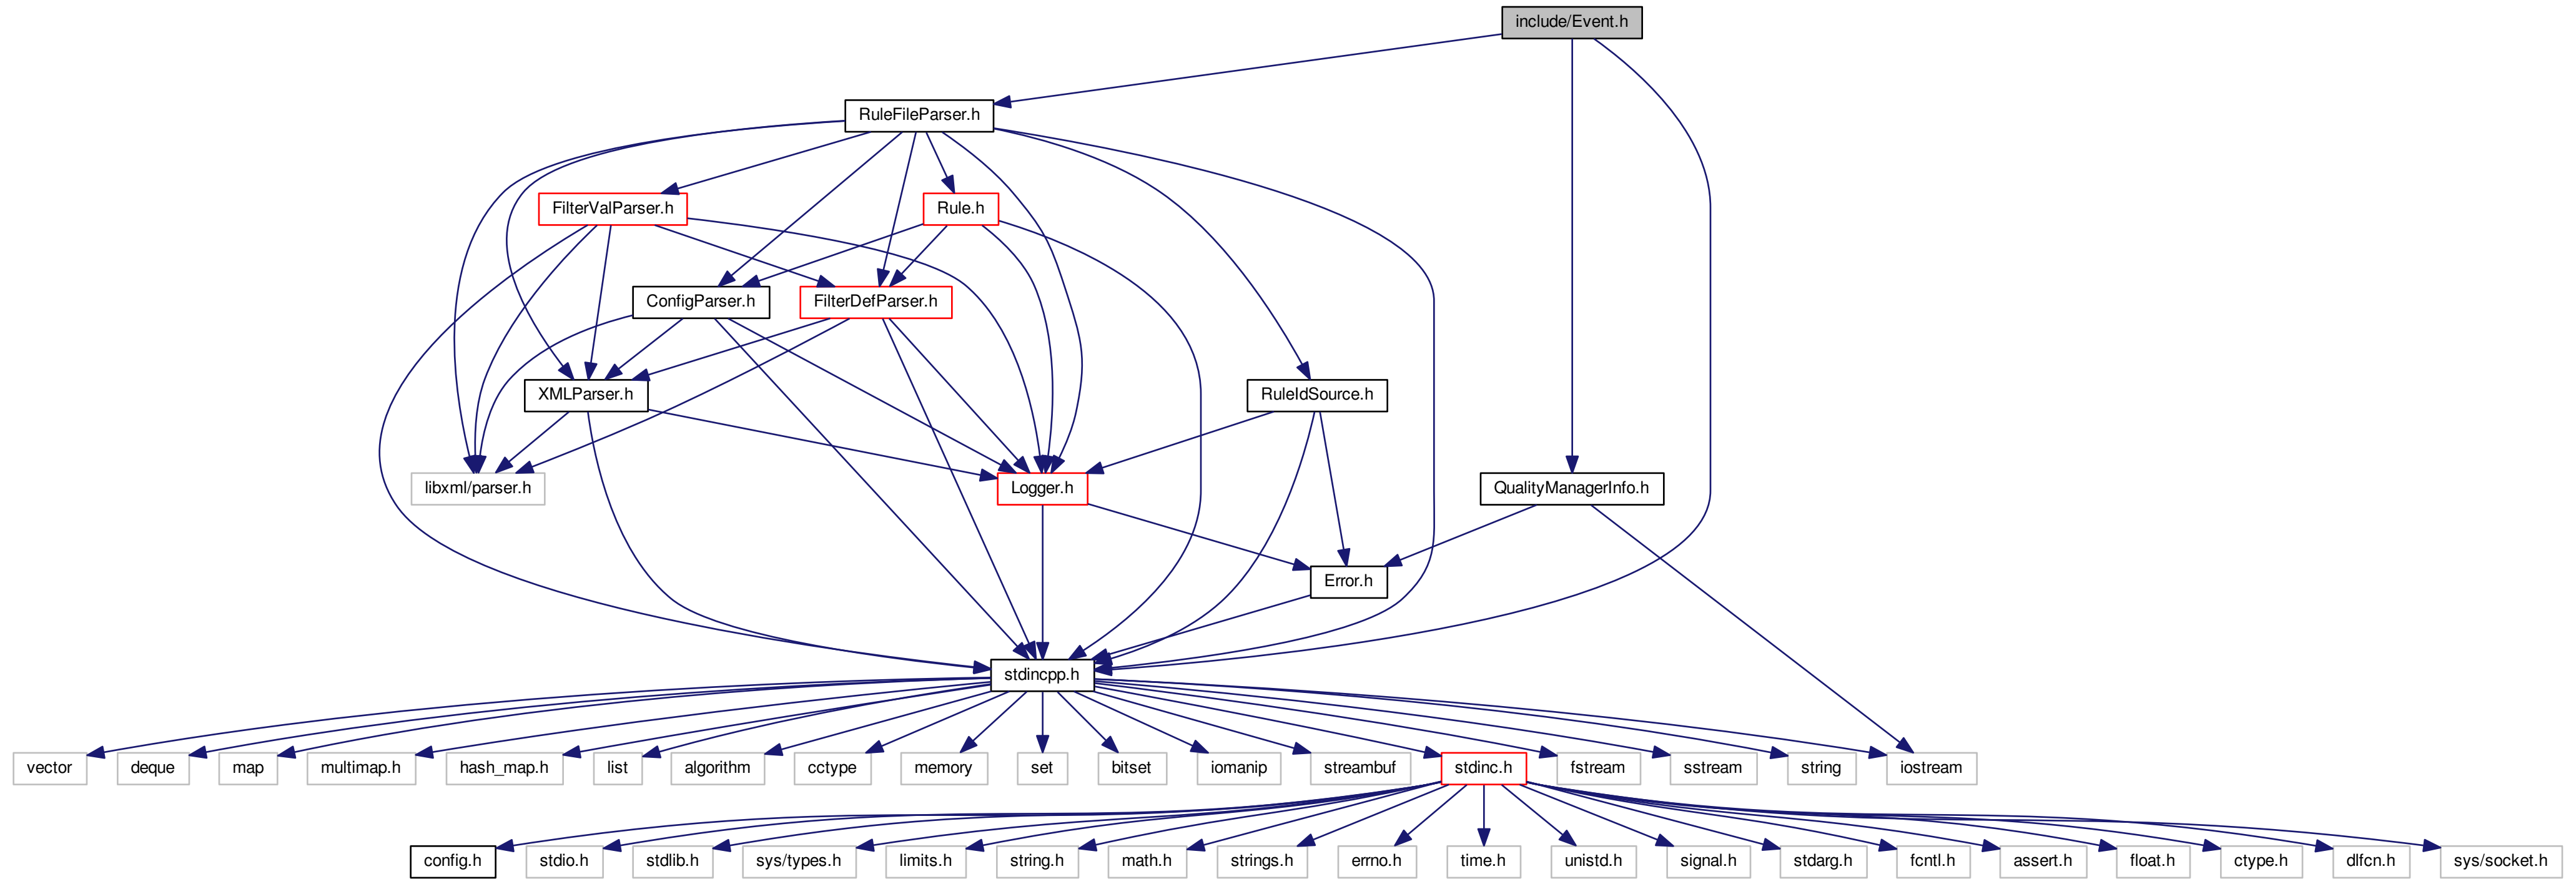 include/Event.h
RuleFileParser.h
FilterValParser.h
Rule.h
ConfigParser.h
FilterDefParser.h
XMLParser.h
RuleIdSource.h
libxml/parser.h
Logger.h
QualityManagerInfo.h
Error.h
stdincpp.h
vector
deque
map
multimap.h
hash_map.h
list
algorithm
cctype
memory
set
bitset
iomanip
streambuf
stdinc.h
fstream
sstream
string
iostream
config.h
stdio.h
stdlib.h
sys/types.h
limits.h
string.h
math.h
strings.h
errno.h
time.h
unistd.h
signal.h
stdarg.h
fcntl.h
assert.h
float.h
ctype.h
dlfcn.h
sys/socket.h